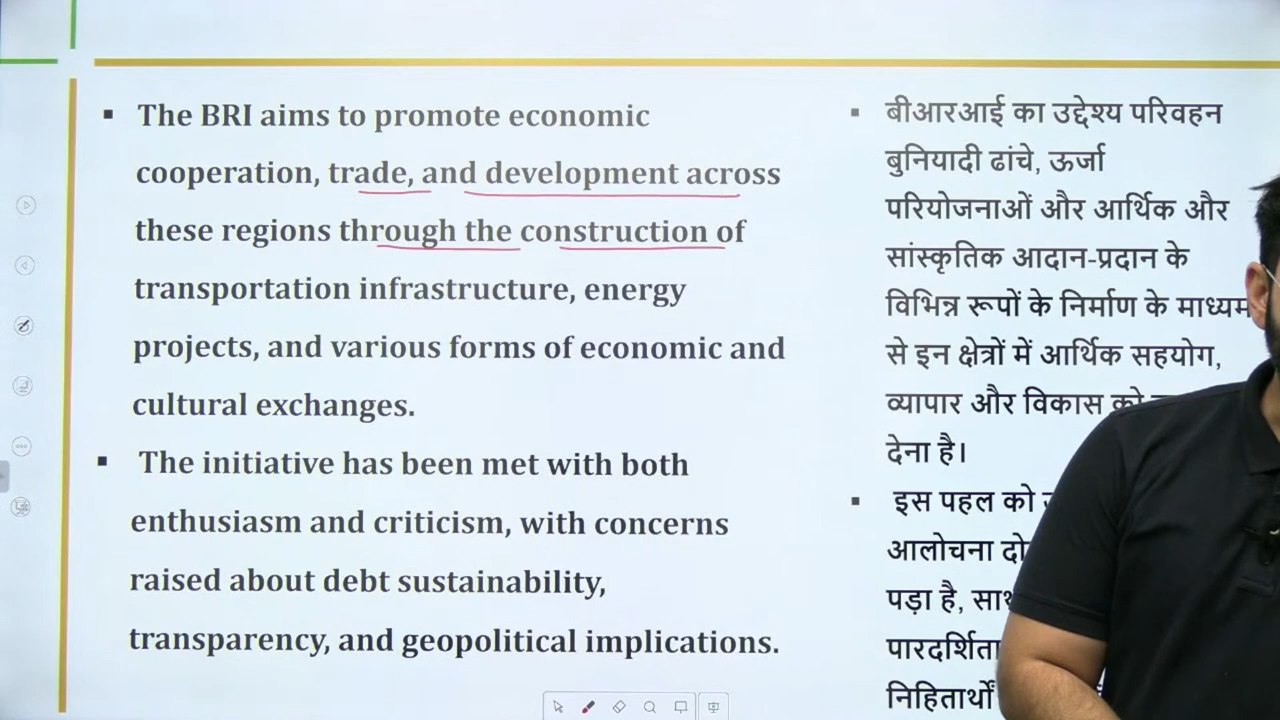 The BRI aims to promote economic
cooperation, trade, and development across
these regions through the construction of
transportation infrastructure, energy
projects, and various forms of economic and
cultural exchanges.
The initiative has been met with both
enthusiasm and criticism, with concerns
raised about debt sustainability,
transparency, and geopolitical implications.
बीआरआई का उद्देश्य परिवहन
बुनियादी ढांचे, ऊर्जा
परियोजनाओं और आर्थिक और
सांस्कृतिक आदान-प्रदान के
विभिन्न रूपों के निर्माण के माध्यम
से इन क्षेत्रों में आर्थिक सहयोग,
व्यापार और विकास को
देना है।
इस पहल को
आलोचना
पड़ा है,
पारदर्शिता
निहितार्थों